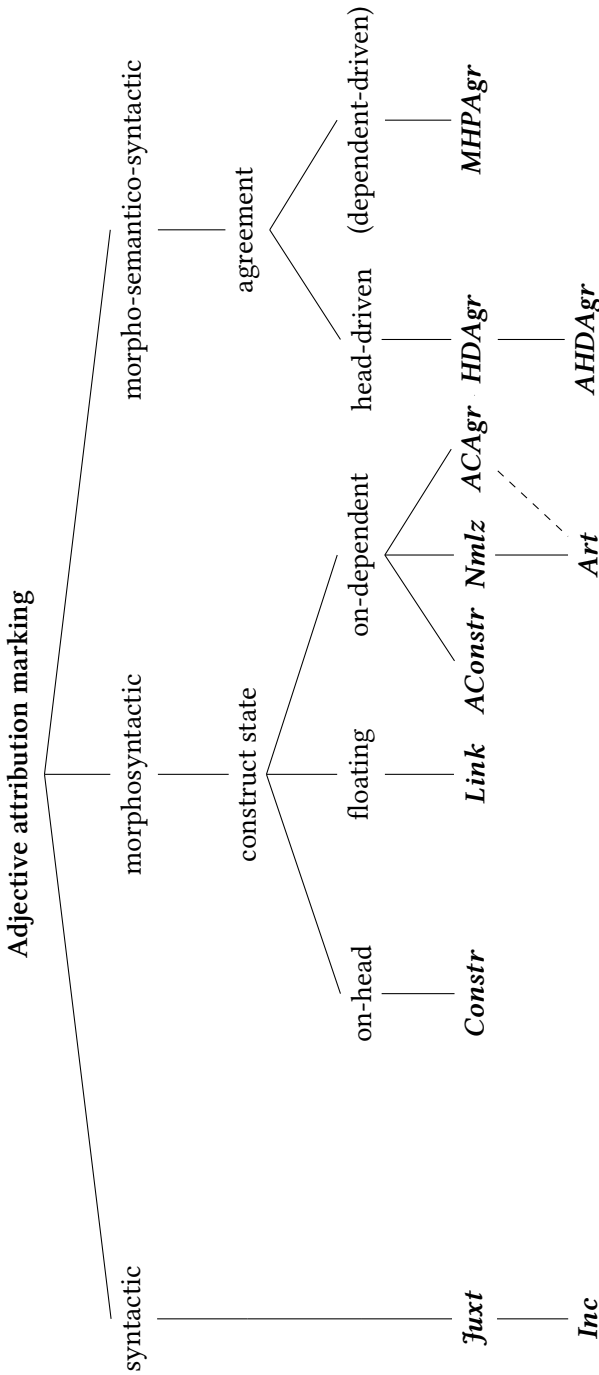 Adjective attribution marking
syntactic
morphosyntactic
morpho-semantico-syntactic
construct state
agreement
on-head
floating
on-dependent
head-driven
(dependent-driven)
Juxt
Constr
Link
AConstr
Nmlz
ACAgr
HDAgr
MHPAgr
Inc
Art
AHDAgr